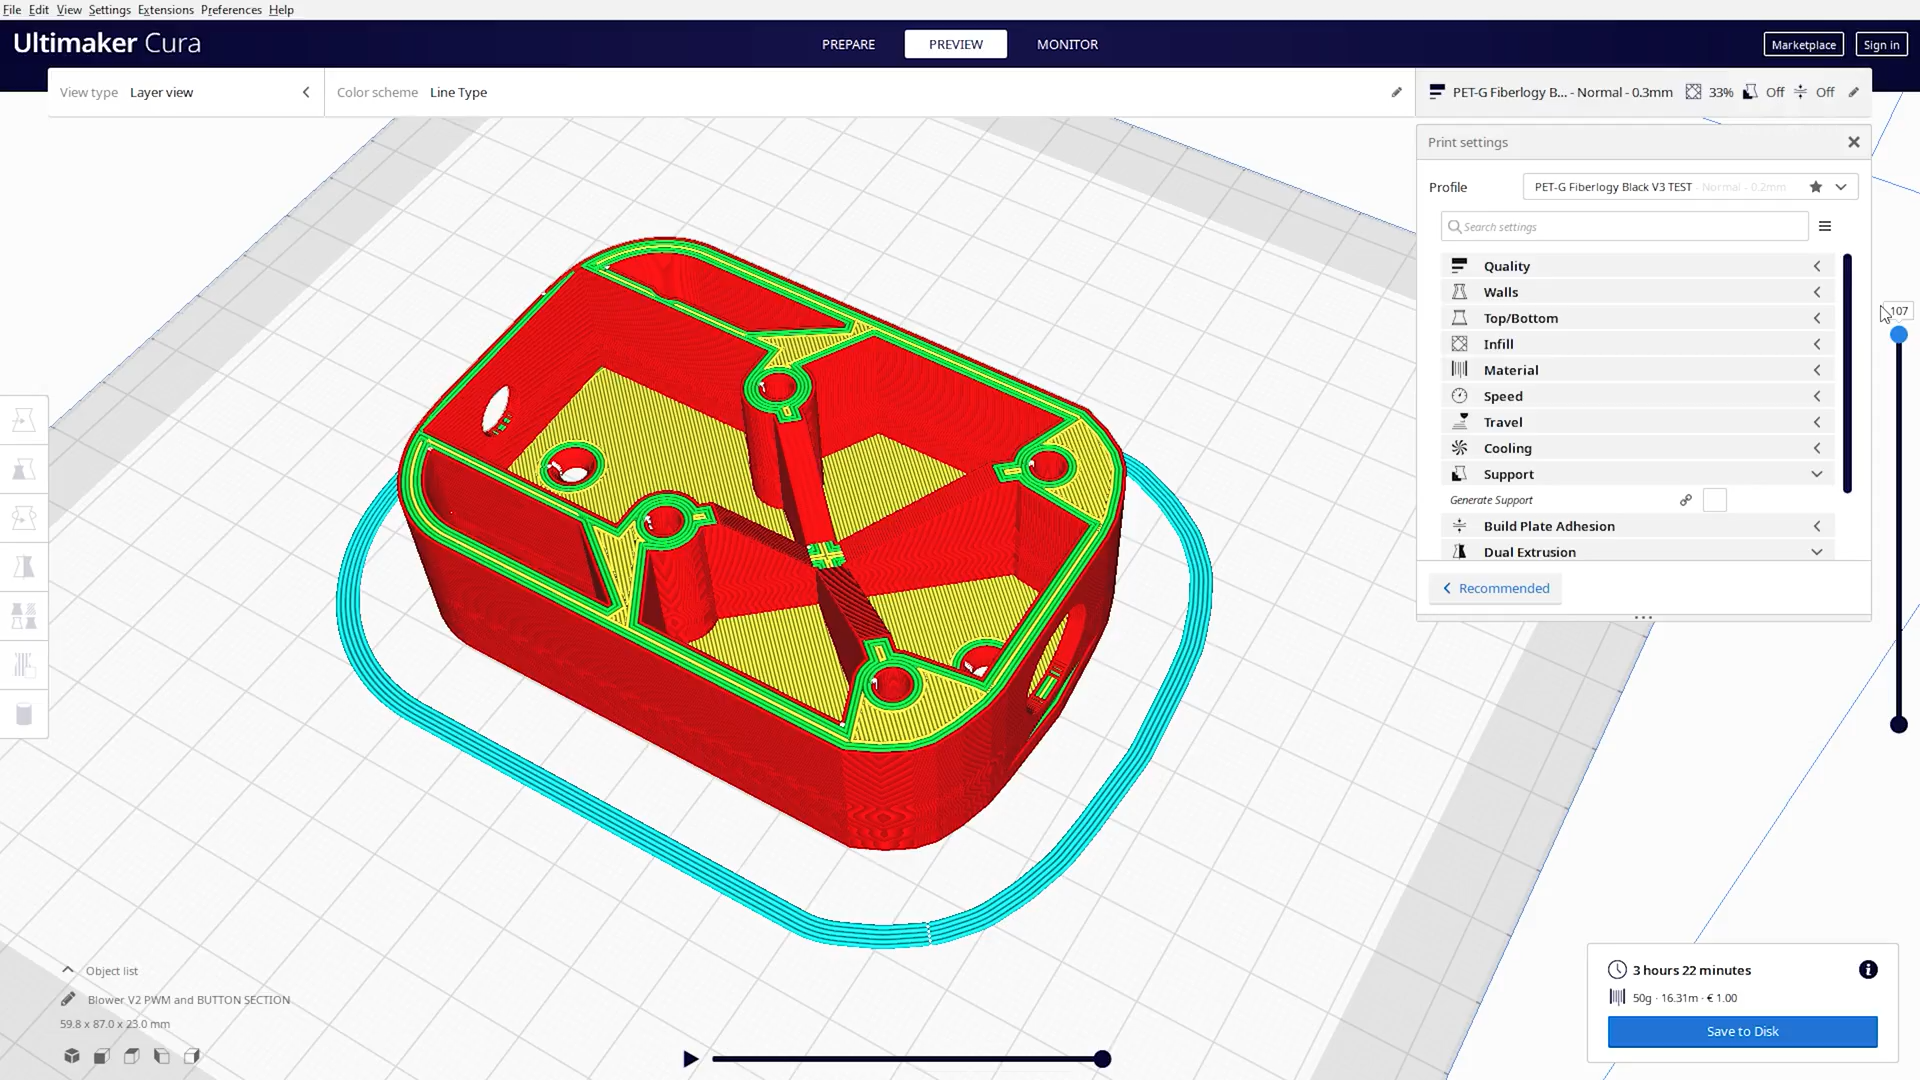 File Edit View Settings Extensions Preferences Help
Ultimaker Cura
PREPARE
PREVIEW
MONITOR
Marketplace
Sign in
View type Layer view
Color scheme Line Type
PET-G Fiberlogy B... - Normal - 0.3mm 33% Off Off
Print settings
Profile
PET-G Fiberlogy Black V3 TEST - Normal - 0.2mm
Search settings
Quality
Walls
107
Top/Bottom
Infill
Material
Speed
Travel
Cooling
Support
Generate Support
Build Plate Adhesion
Dual Extrusion
Recommended
Object list
Blower V2 PWM and BUTTON SECTION
59.8 x 87.0 x 23.0 mm
3 hours 22 minutes
50g · 16.31m · € 1.00
Save to Disk